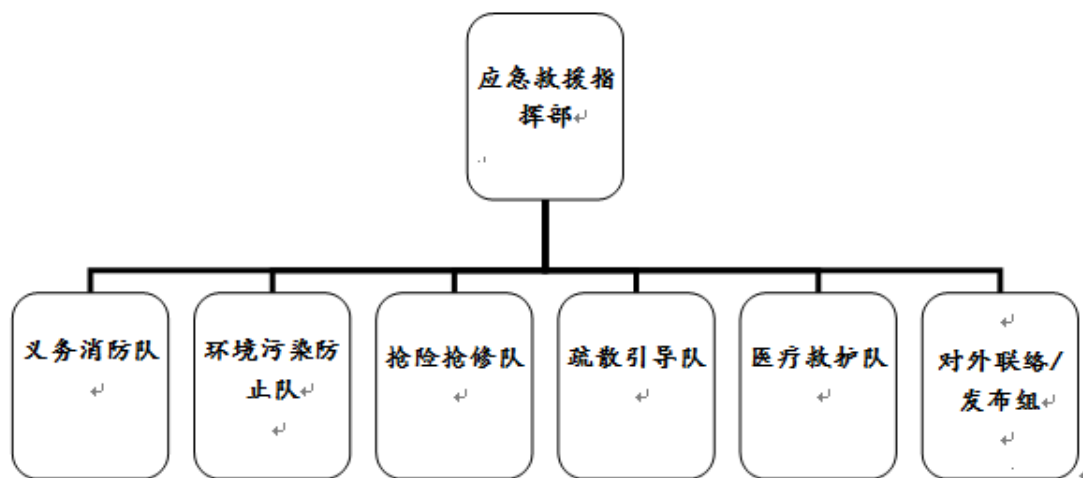 应急救援指
挥部
义务消防队
环境污染防
止队
抢险抢修队
疏散引导队
医疗救护队
对外联络/
发布组